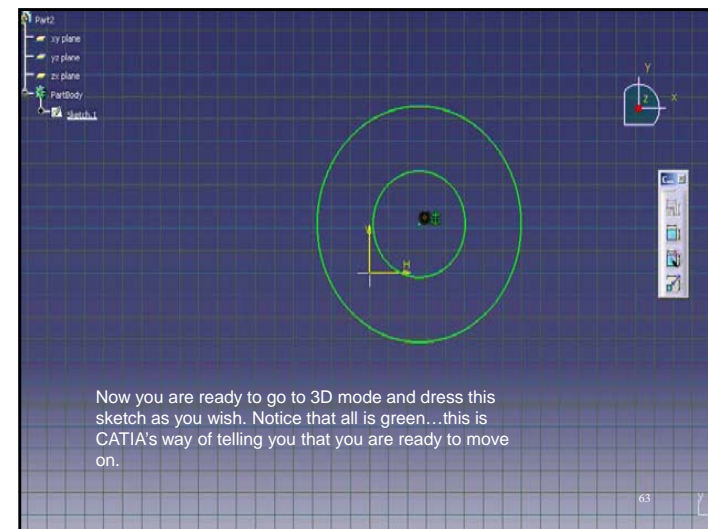 Part2
xy plane
yz plane
zx plane
PartBody
Sketch.1
y
x
z
C...
V
H
Now you are ready to go to 3D mode and dress this
sketch as you wish. Notice that all is green…this is
CATIA's way of telling you that you are ready to move
on.
63
y